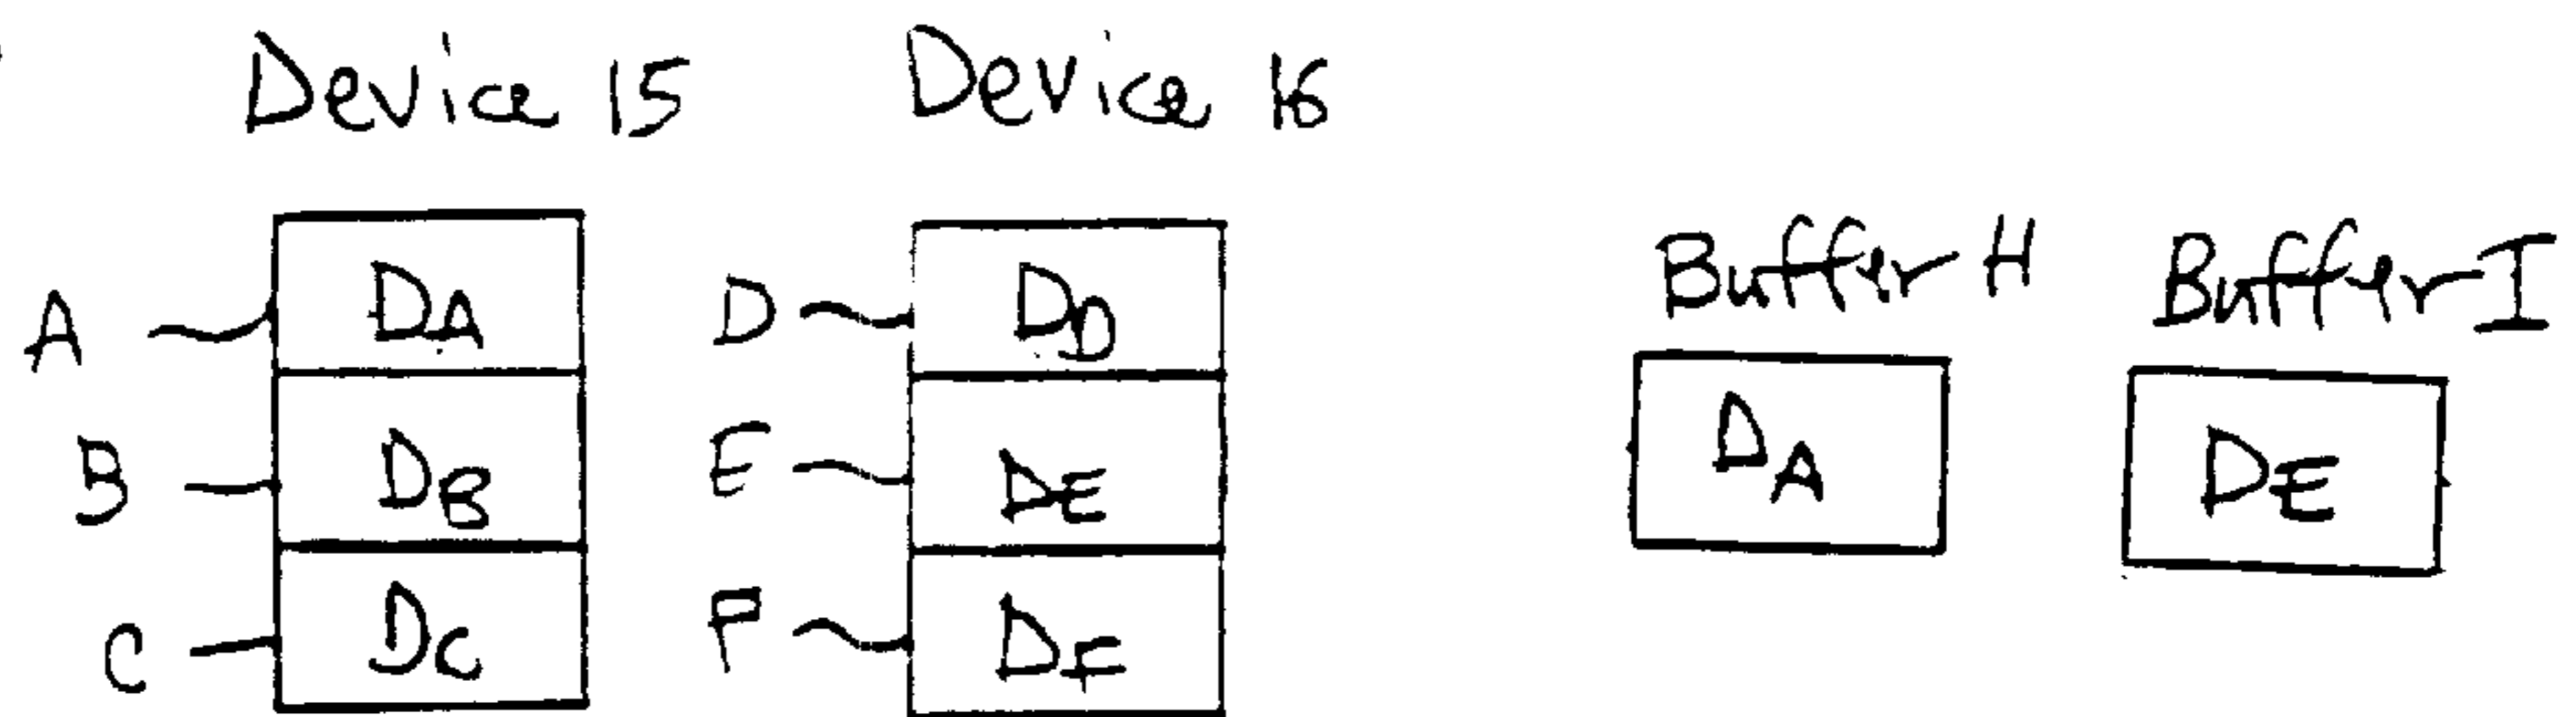 Device 15 Device 16
Buffer H Buffer I
A DA D DD
DA DE
B DB E DE
C DC F DF